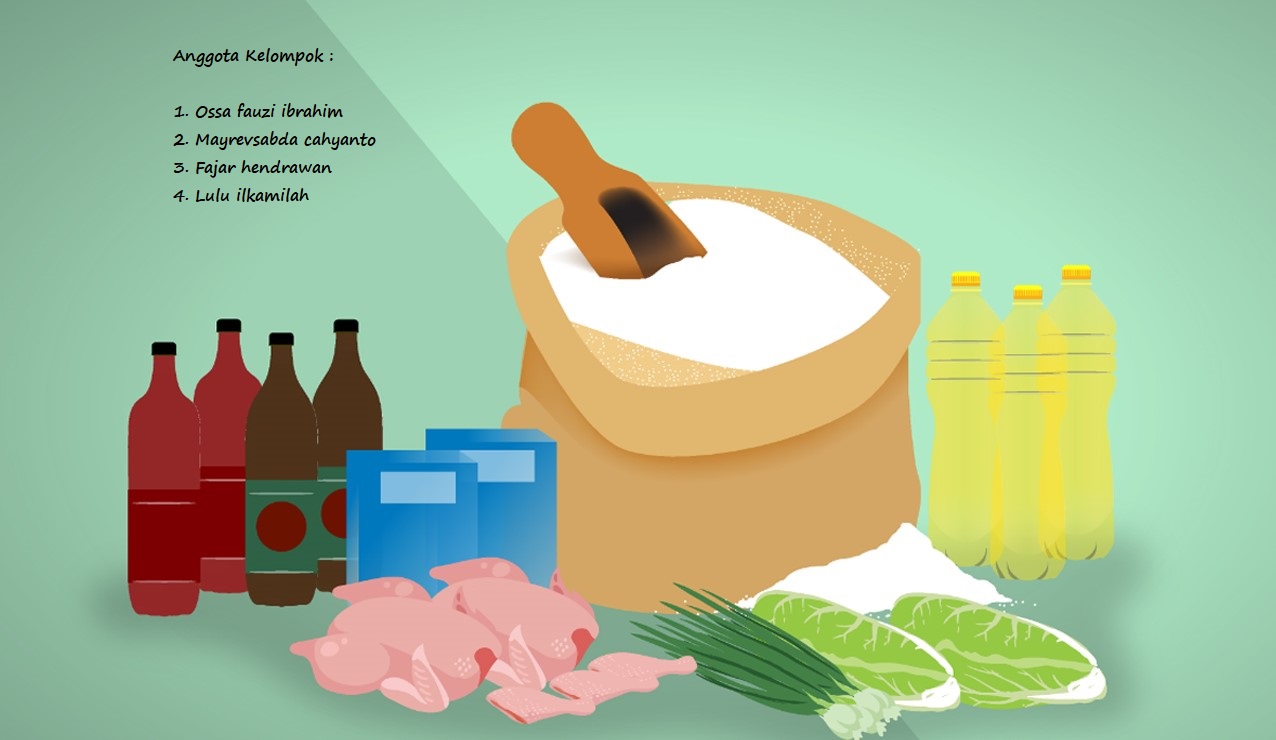 Anggota Kelompok :
1. Ossa fauzi ibrahim
2. Mayrevsabda cahyanto
3. Fajar hendrawan
4. Lulu ilkamilah